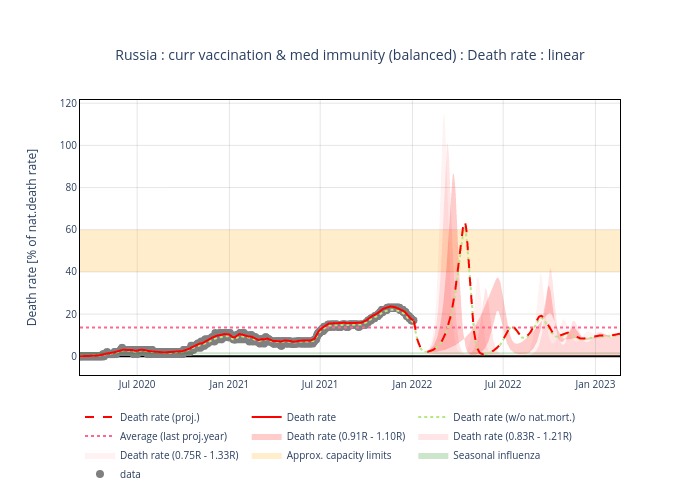 Russia : curr vaccination & med immunity (balanced) : Death rate : linear
Death rate [% of nat.death rate]
120
100
80
60
40
20
0
Jul 2020
Jan 2021
Jul 2021
Jan 2022
Jul 2022
Jan 2023
Death rate (proj.)
Death rate
Death rate (w/o nat.mort.)
Average (last proj.year)
Death rate (0.91R - 1.10R)
Death rate (0.83R - 1.21R)
Death rate (0.75R - 1.33R)
Approx. capacity limits
Seasonal influenza
data